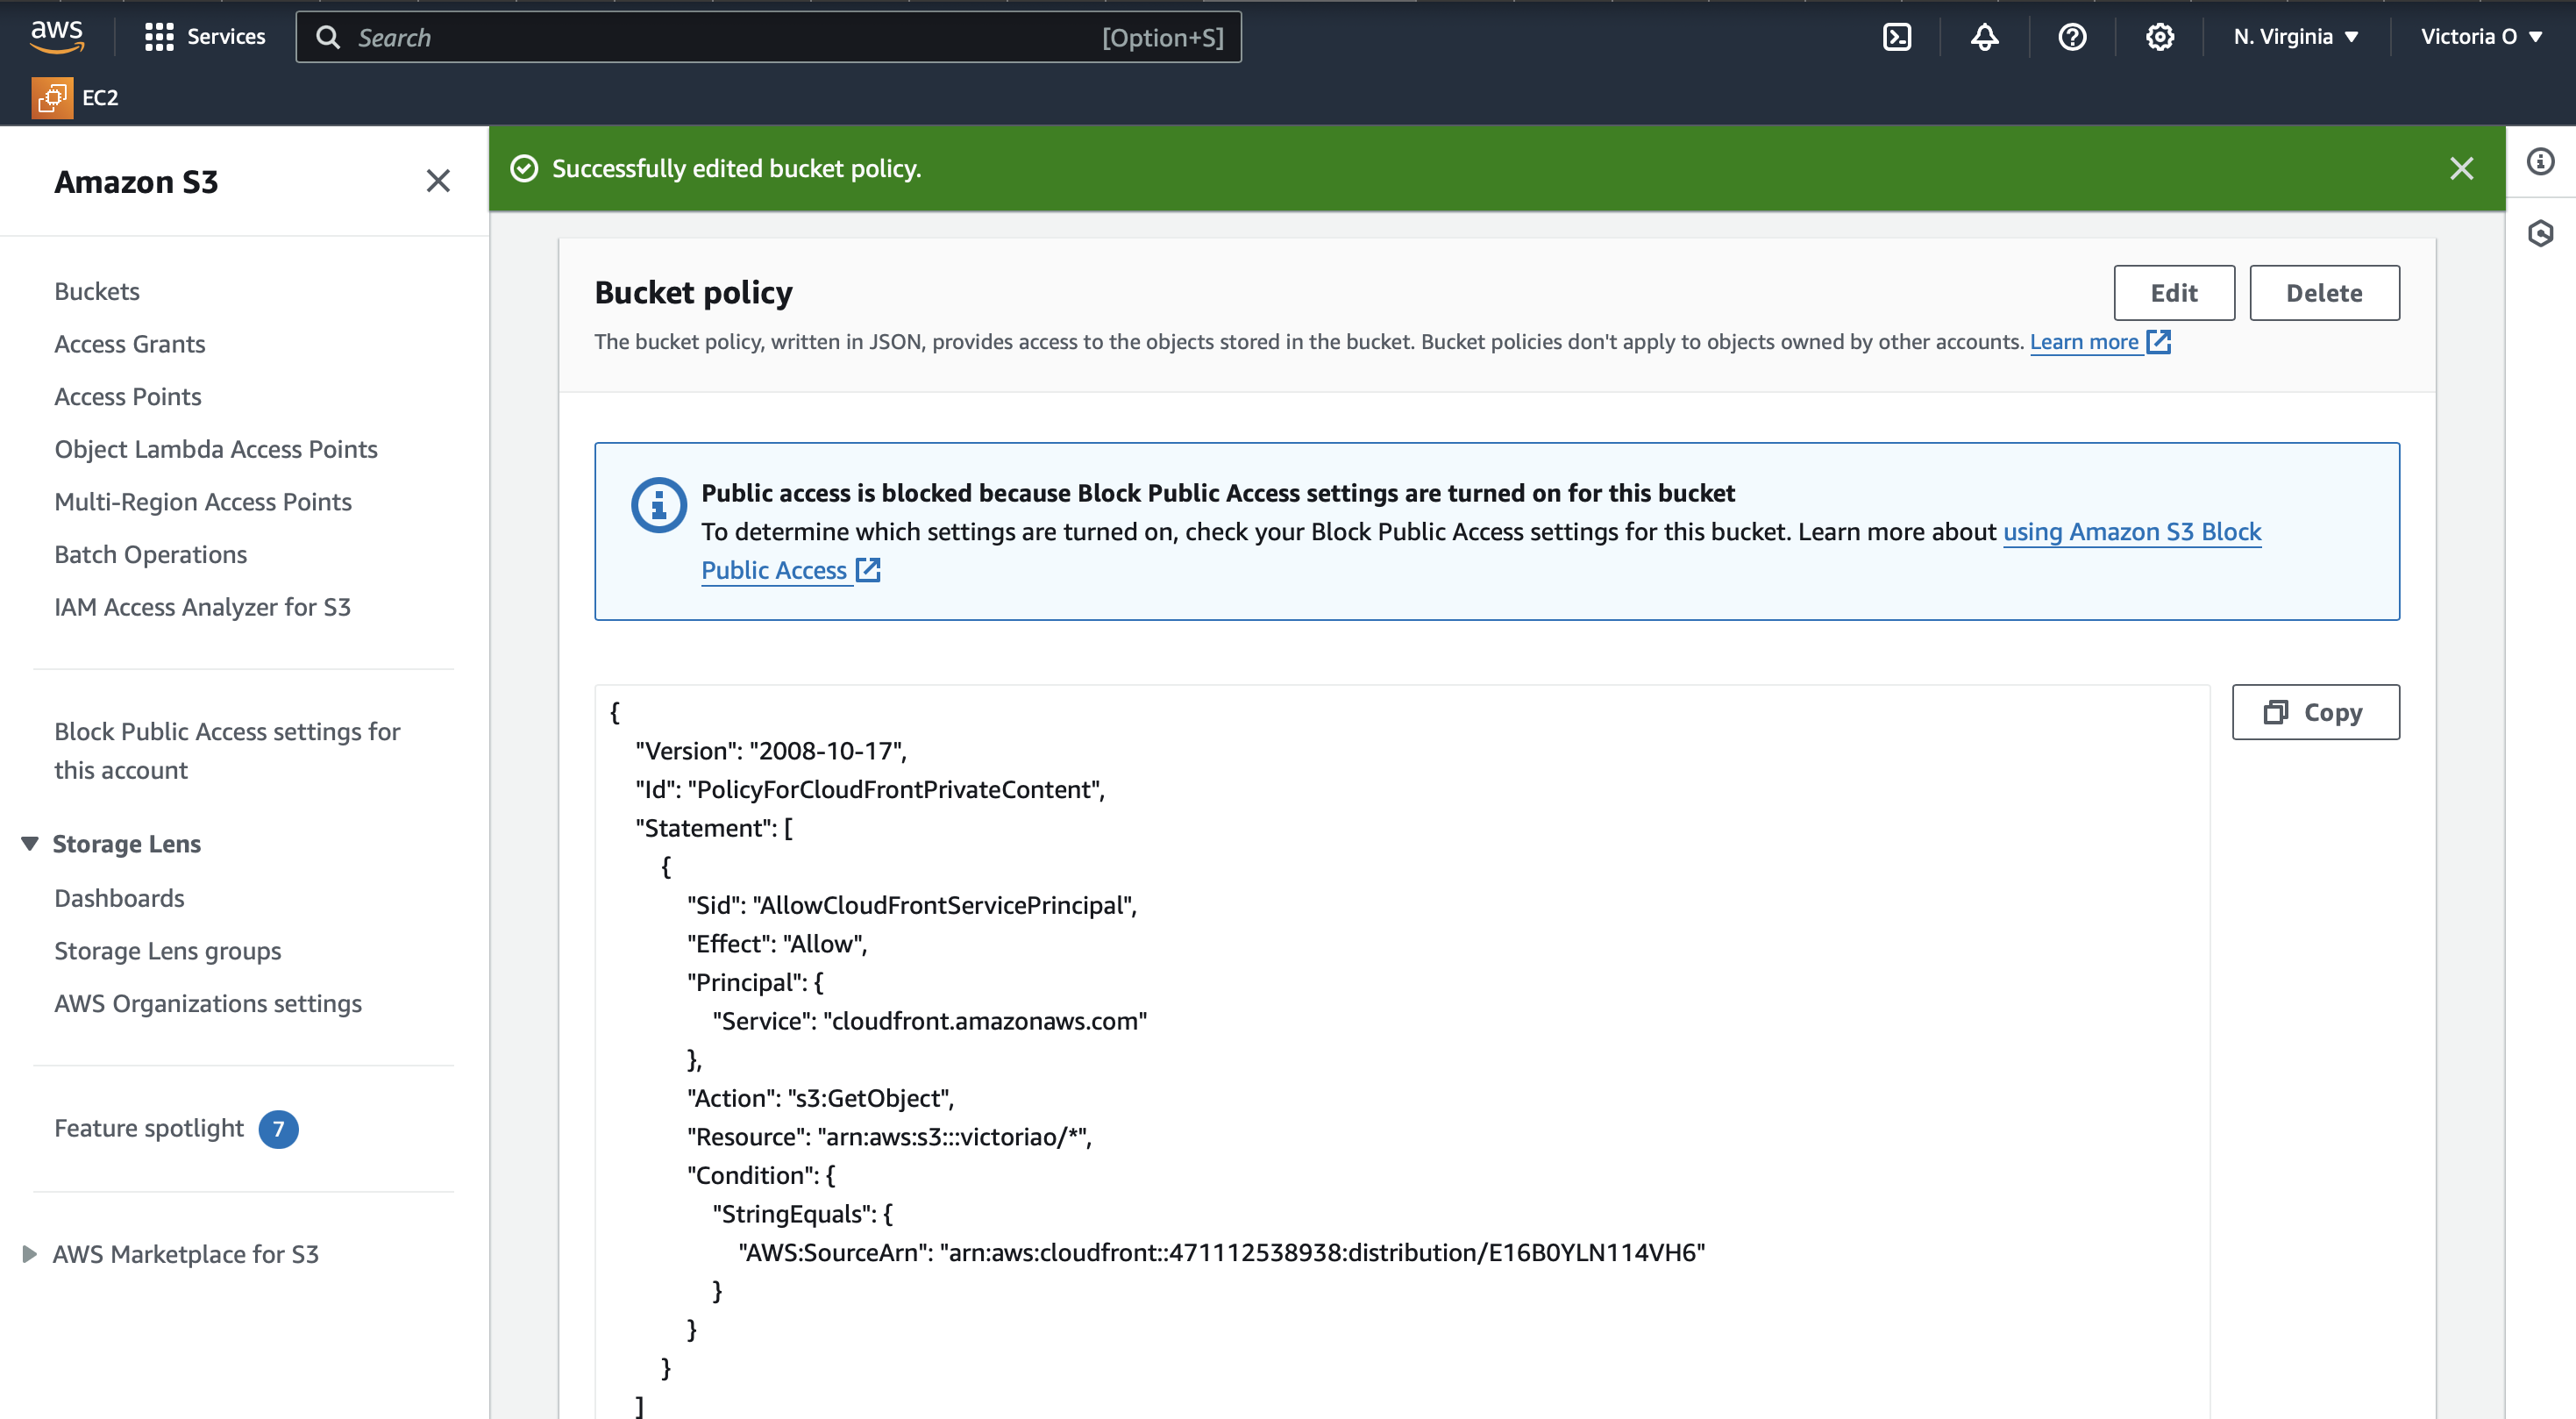 aws
Services
Search
[Option+S]
N. Virginia
Victoria O
EC2
Amazon S3
Successfully edited bucket policy.
Buckets
Access Grants
Access Points
Object Lambda Access Points
Multi-Region Access Points
Batch Operations
IAM Access Analyzer for S3
Block Public Access settings for
this account
Storage Lens
Dashboards
Storage Lens groups
AWS Organizations settings
Feature spotlight 7
AWS Marketplace for S3
Bucket policy
Edit
Delete
The bucket policy, written in JSON, provides access to the objects stored in the bucket. Bucket policies don't apply to objects owned by other accounts. Learn more
Public access is blocked because Block Public Access settings are turned on for this bucket
To determine which settings are turned on, check your Block Public Access settings for this bucket. Learn more about using Amazon S3 Block
Public Access
Copy
{
"Version": "2008-10-17",
"Id": "PolicyForCloudFrontPrivateContent",
"Statement": [
{
"Sid": "AllowCloudFrontServicePrincipal",
"Effect": "Allow",
"Principal": {
"Service": "cloudfront.amazonaws.com"
},
"Action": "s3:GetObject",
"Resource": "arn:aws:s3:::victoriao/*",
"Condition": {
"StringEquals": {
"AWS:SourceArn": "arn:aws:cloudfront::471112538938:distribution/E16B0YLN114VH6"
}
}
}
]